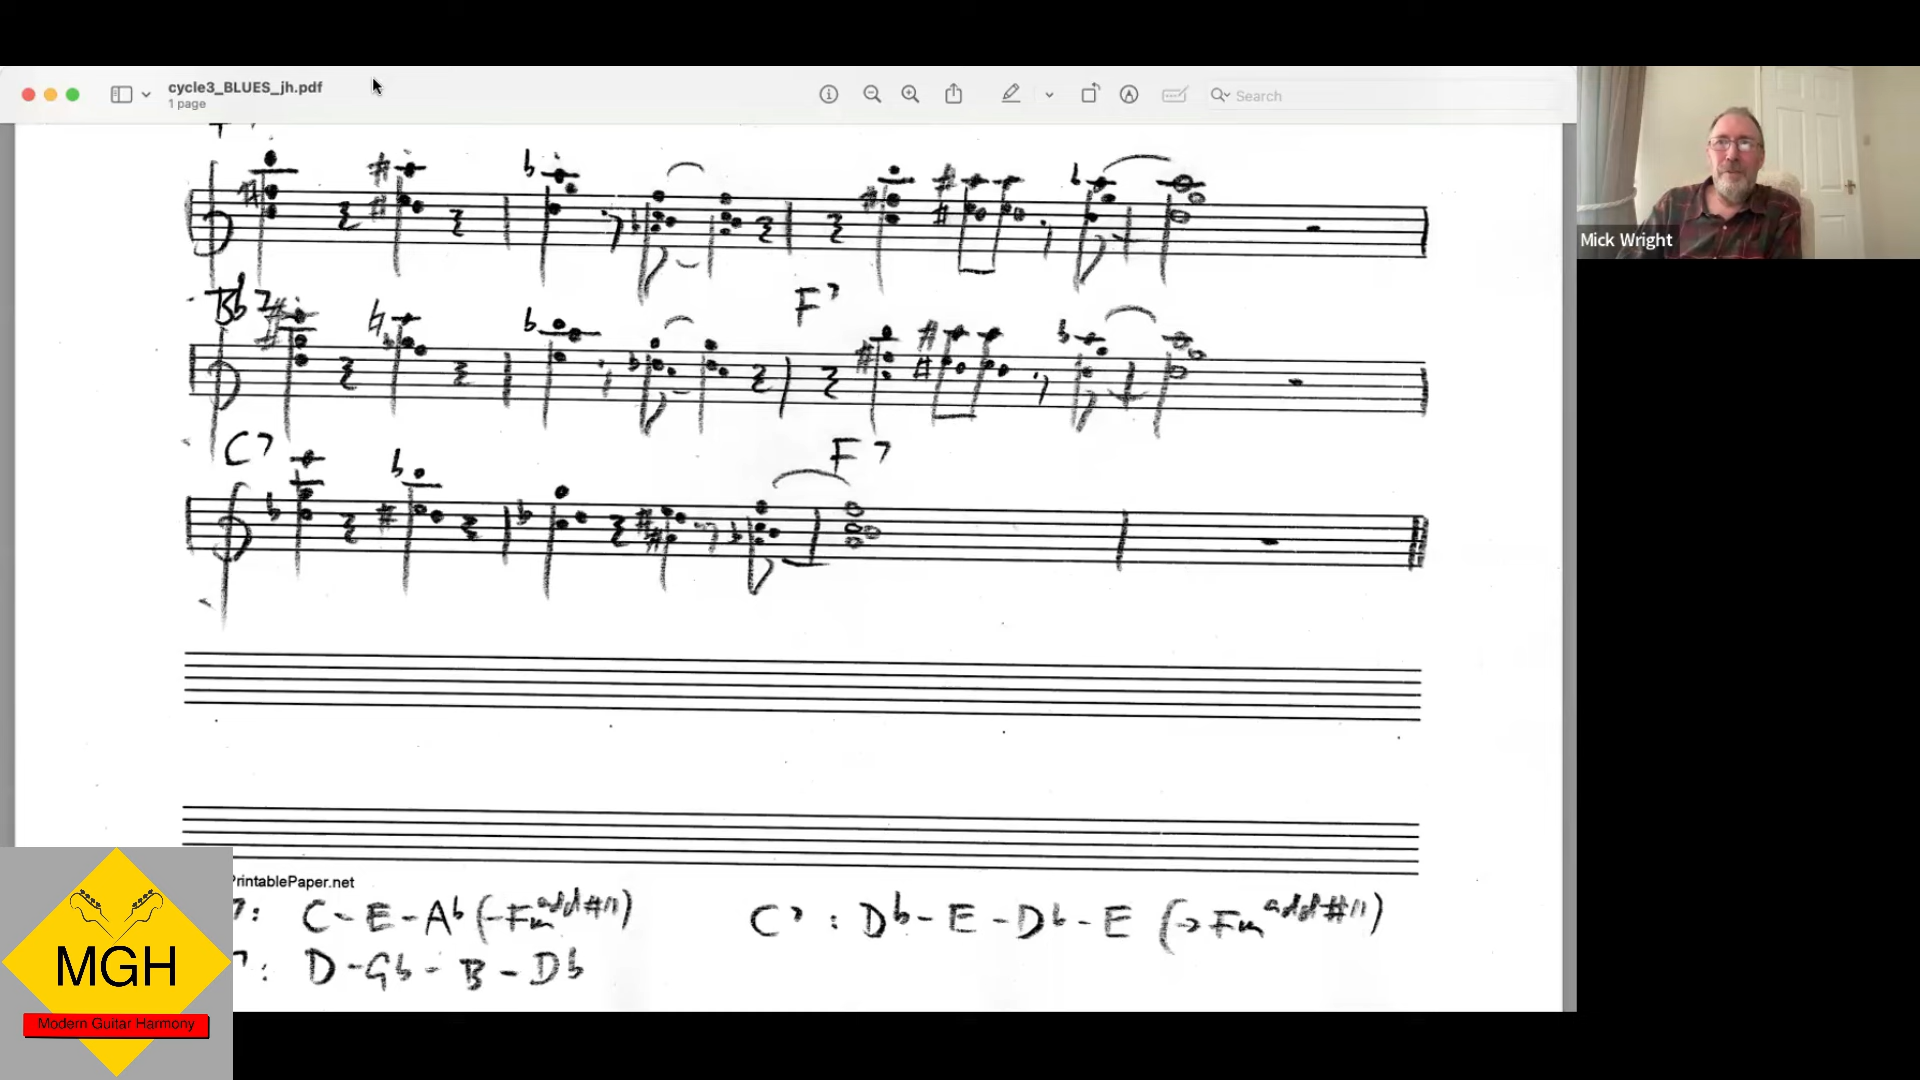 cycle3_BLUES_jh.pdf
1 page
Search
Mick Wright
Bb7
F7
C7
F7
PrintablePaper.net
7: C-E-Ab(-Fm add#11)
C7: Db-E-Db-E (->Fm add#11)
7: D-Gb-B-Db
MGH
Modern Guitar Harmony